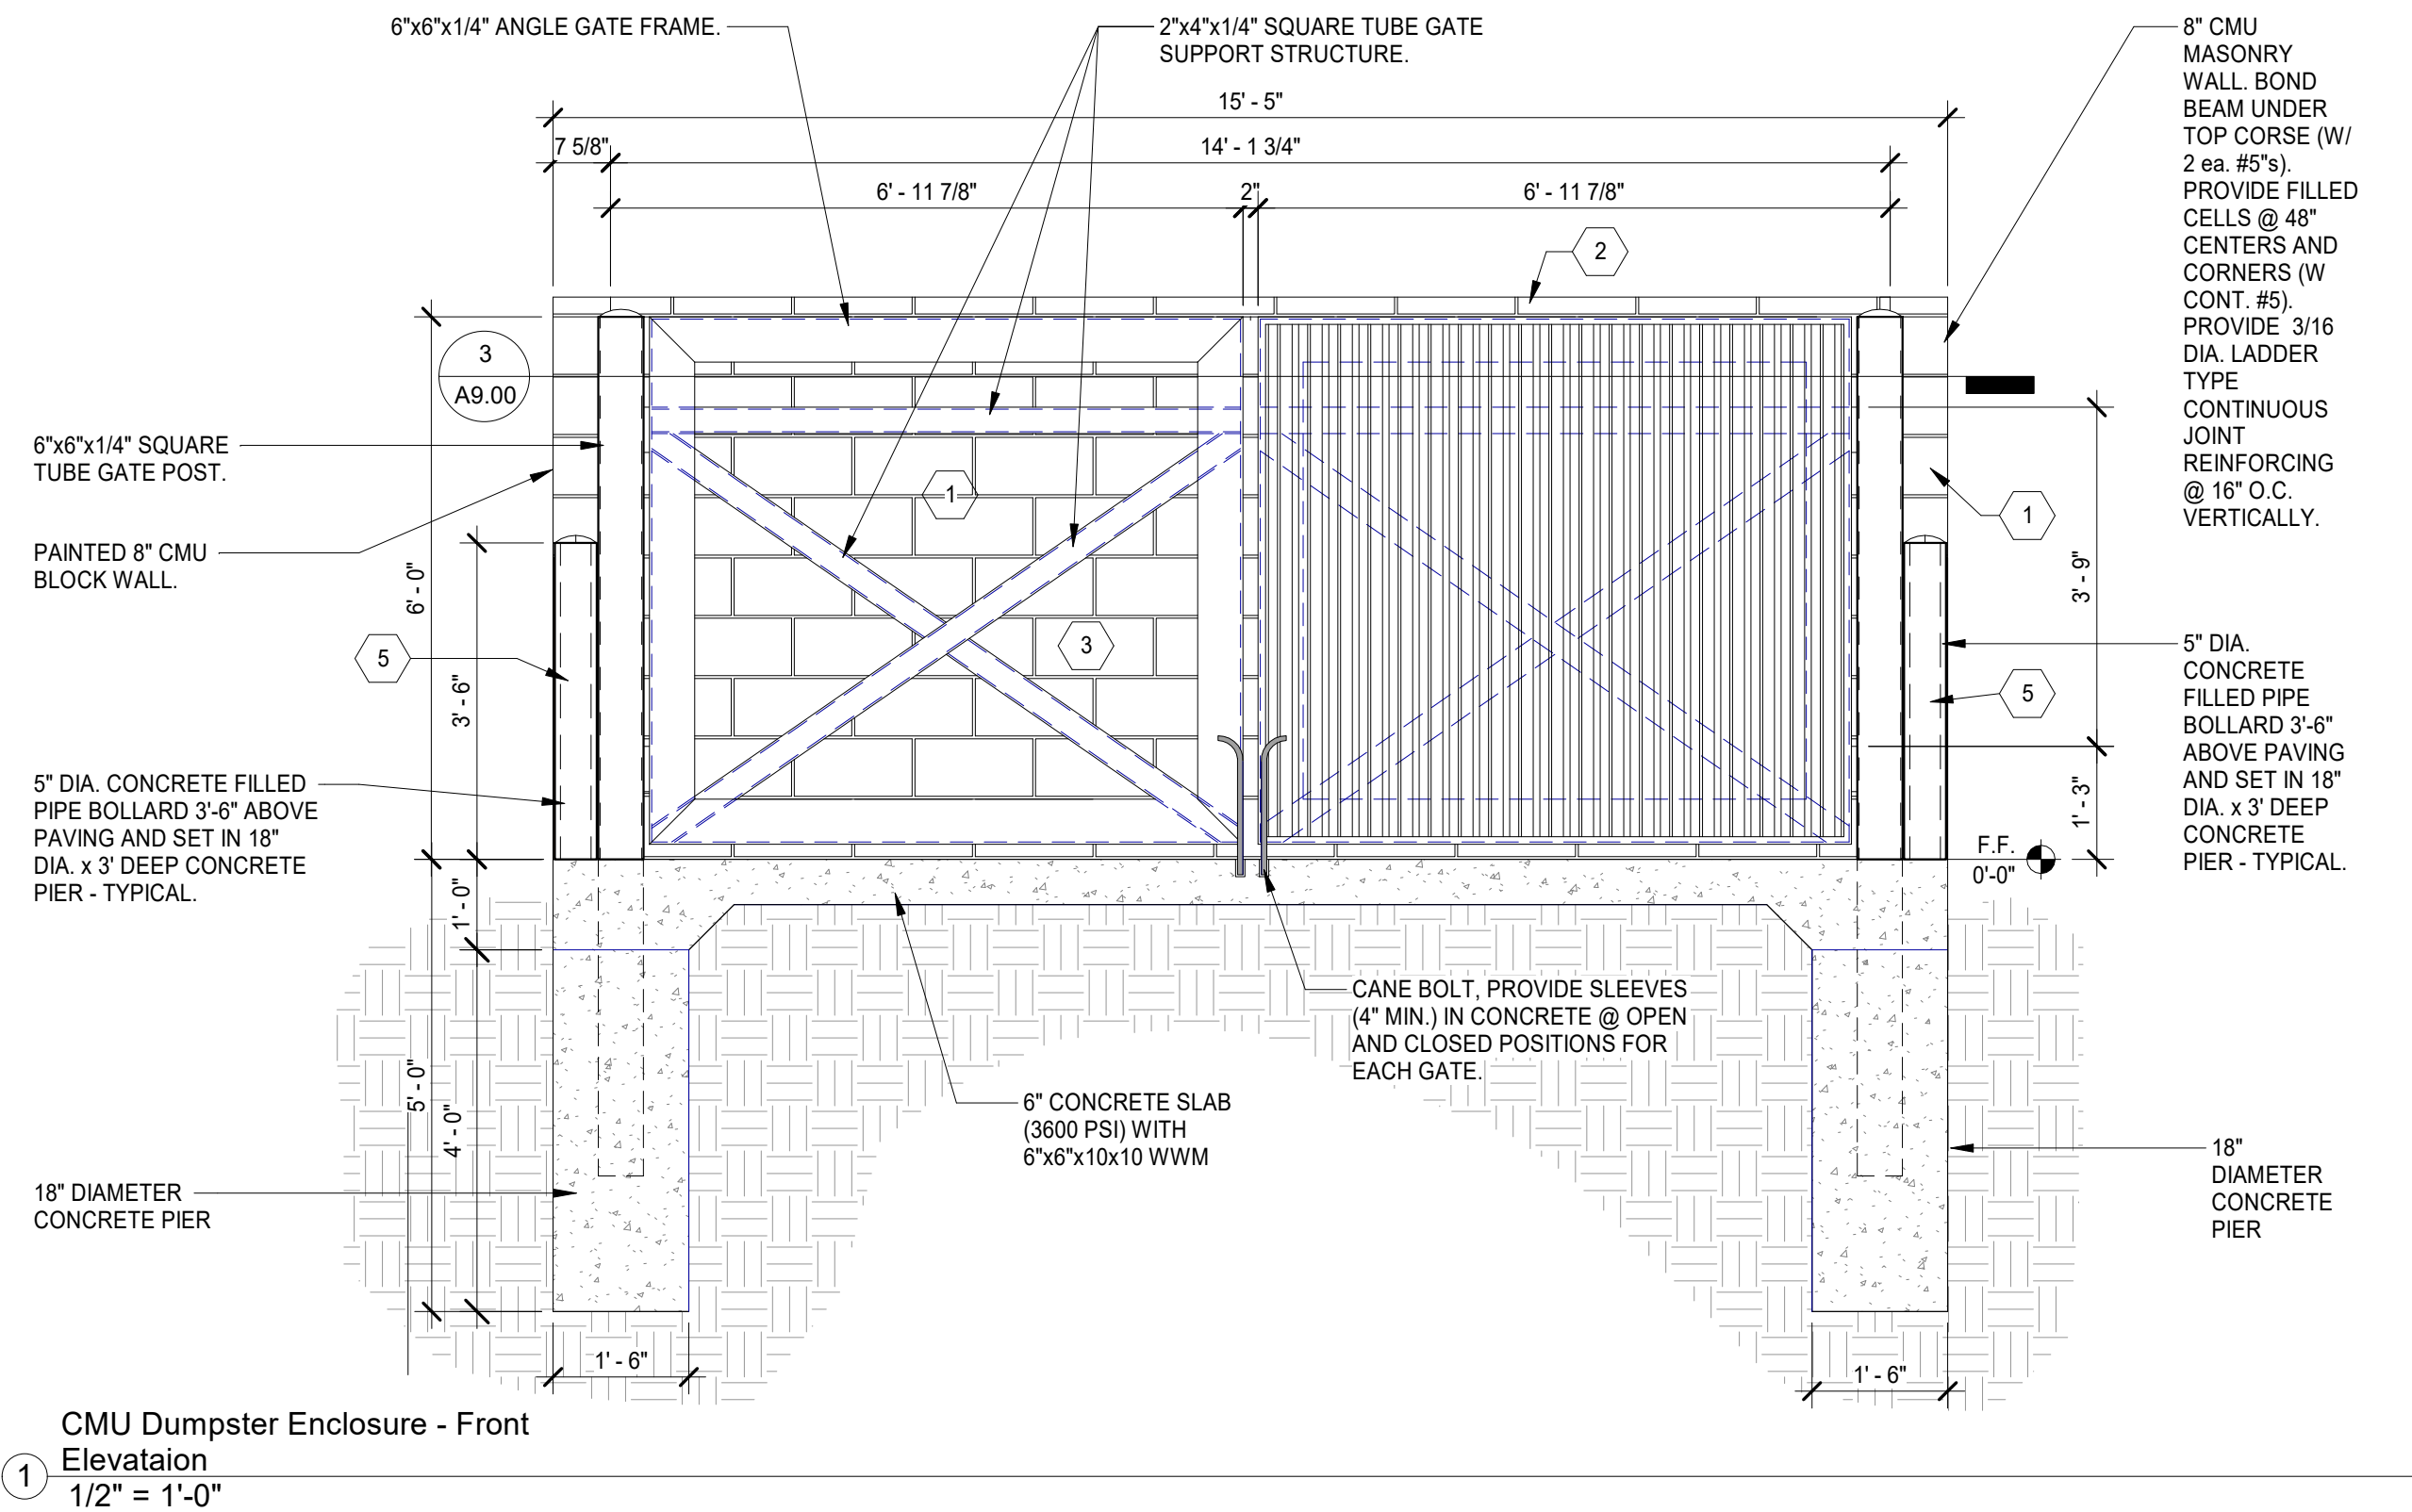 6"x6"x1/4" ANGLE GATE FRAME.
2"x4"x1/4" SQUARE TUBE GATE
SUPPORT STRUCTURE.
8" CMU
MASONRY
WALL. BOND
BEAM UNDER
TOP CORSE (W/
2 ea. #5"s).
PROVIDE FILLED
CELLS @ 48"
CENTERS AND
CORNERS (W
CONT. #5).
PROVIDE 3/16
DIA. LADDER
TYPE
CONTINUOUS
JOINT
REINFORCING
@ 16" O.C.
VERTICALLY.
15' - 5"
7 5/8"
14' - 1 3/4"
6' - 11 7/8"
2"
6' - 11 7/8"
2
3
A9.00
6"x6"x1/4" SQUARE
TUBE GATE POST.
1
1
PAINTED 8" CMU
BLOCK WALL.
6' - 0"
3' - 9"
5
3
5
3' - 6"
5" DIA.
CONCRETE
FILLED PIPE
BOLLARD 3'-6"
ABOVE PAVING
AND SET IN 18"
DIA. x 3' DEEP
CONCRETE
PIER - TYPICAL.
5" DIA. CONCRETE FILLED
PIPE BOLLARD 3'-6" ABOVE
PAVING AND SET IN 18"
DIA. x 3' DEEP CONCRETE
PIER - TYPICAL.
1' - 3"
F.F.
0'-0"
1' - 0"
CANE BOLT, PROVIDE SLEEVES
(4" MIN.) IN CONCRETE @ OPEN
AND CLOSED POSITIONS FOR
EACH GATE.
5' - 0"
4' - 0"
6" CONCRETE SLAB
(3600 PSI) WITH
6"x6"x10x10 WWM
18" DIAMETER
CONCRETE PIER
18"
DIAMETER
CONCRETE
PIER
1' - 6"
1' - 6"
CMU Dumpster Enclosure - Front
Elevataion
1
1/2" = 1'-0"